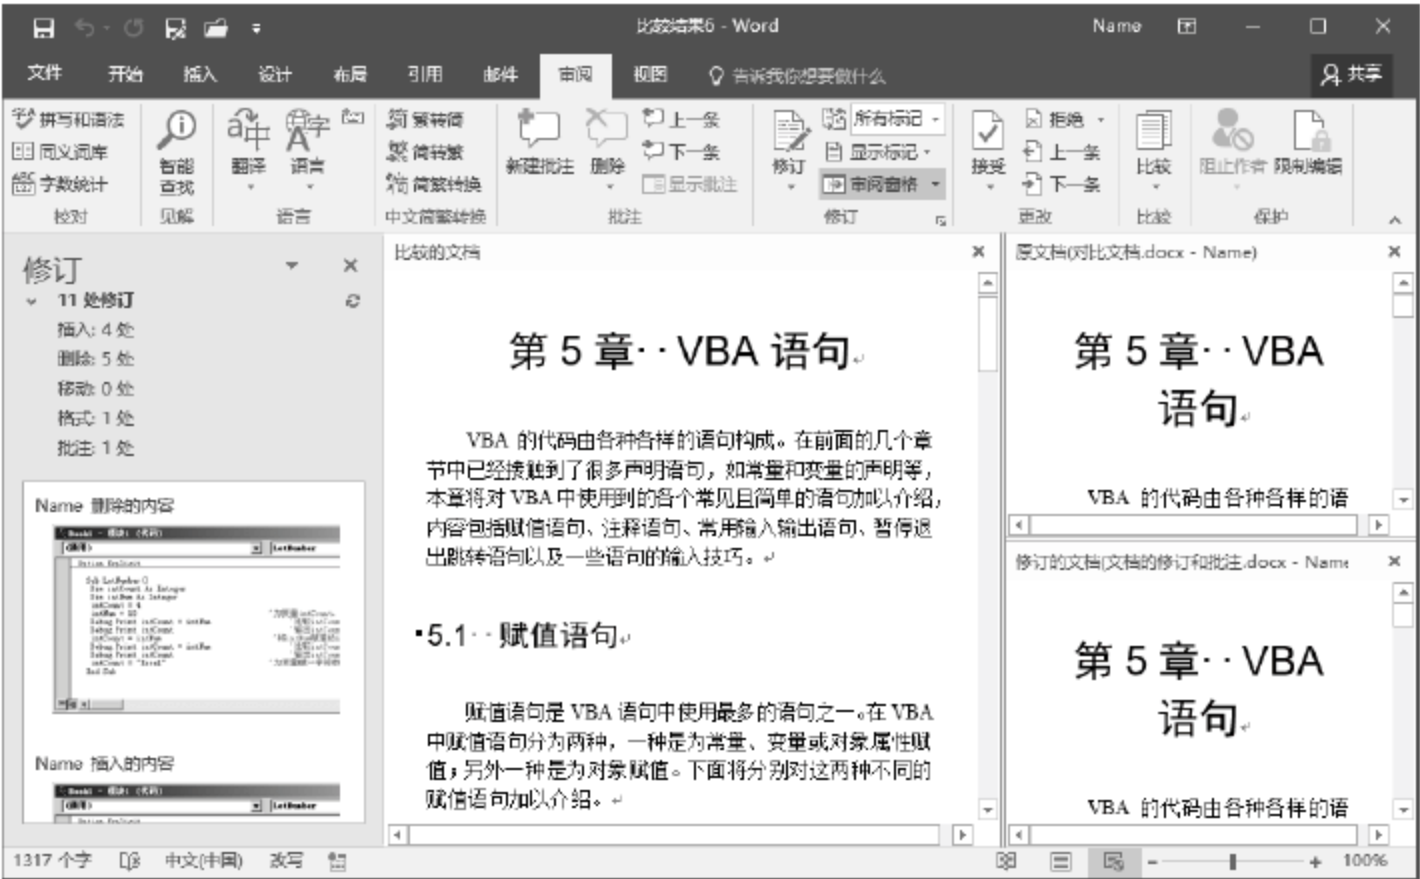 比较结果6 - Word
Name
文件 开始 插入 设计 布局 引用 邮件 审阅 视图 告诉我你想要做什么 共享
拼写和语法
同义词库
字数统计
校对
智能
查找
见解
翻译
语言
语言
繁转简
简转繁
简繁转换
中文简繁转换
新建批注
删除
上一条
下一条
显示批注
批注
修订
所有标记
显示标记
审阅窗格
修订
接受
拒绝
上一条
下一条
更改
比较
比较
阻止作者
限制编辑
保护
修订
11 处修订
插入: 4 处
删除: 5 处
移动: 0 处
格式: 1 处
批注: 1 处
Name 删除的内容
Name 插入的内容
比较的文档
第 5 章·· VBA 语句
VBA 的代码由各种各样的语句构成。在前面的几个章
节中已经接触到了很多声明语句，如常量和变量的声明等，
本章将对 VBA 中使用到的各个常见且简单的语句加以介绍，
内容包括赋值语句、注释语句、常用输入输出语句、暂停退
出跳转语句以及一些语句的输入技巧。
5.1·· 赋值语句
赋值语句是 VBA 语句中使用最多的语句之一。在 VBA
中赋值语句分为两种，一种是为常量、变量或对象属性赋
值；另外一种是为对象赋值。下面将分别对这两种不同的
赋值语句加以介绍。
原文档(对比文档.docx - Name)
第 5 章·· VBA
语句
VBA 的代码由各种各样的语
修订的文档(文档的修订和批注.docx - Name
第 5 章·· VBA
语句
VBA 的代码由各种各样的语
1317 个字 中文(中国) 改写
100%